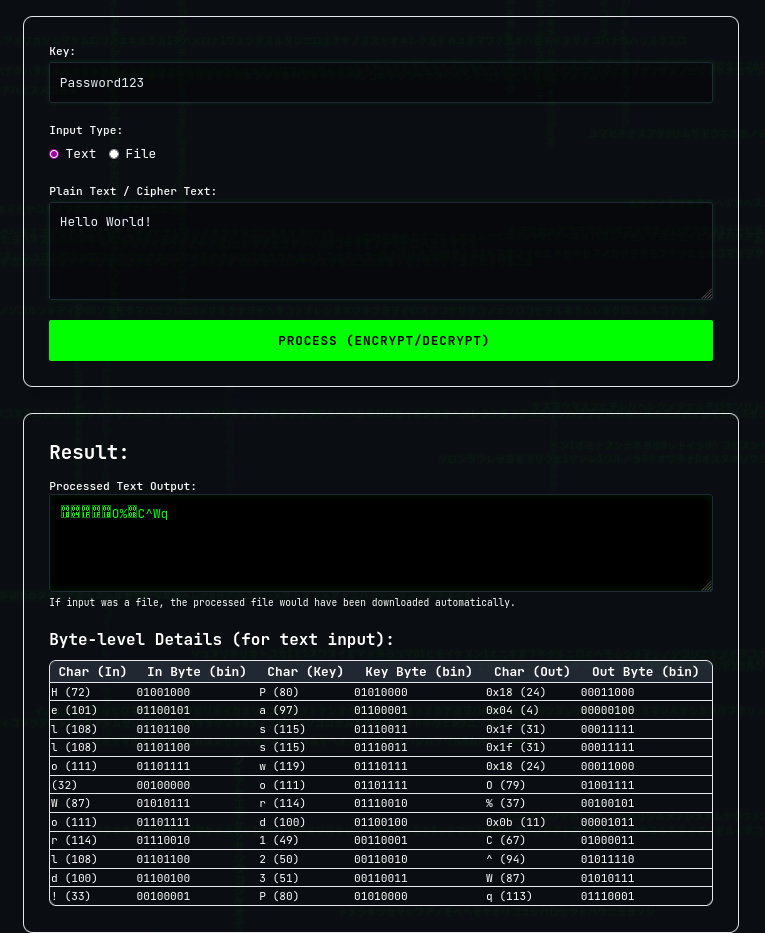 Key:
Password123
Input Type:
Text File
Plain Text / Cipher Text:
Hello World!
PROCESS (ENCRYPT/DECRYPT)
Result:
Processed Text Output:
O%C^Wq
If input was a file, the processed file would have been downloaded automatically.
Byte-level Details (for text input):
Char (In) In Byte (bin) Char (Key) Key Byte (bin) Char (Out) Out Byte (bin)
H (72) 01001000 P (80) 01010000 0x18 (24) 00011000
e (101) 01100101 a (97) 01100001 0x04 (4) 00000100
l (108) 01101100 s (115) 01110011 0x1f (31) 00011111
l (108) 01101100 s (115) 01110011 0x1f (31) 00011111
o (111) 01101111 w (119) 01110111 0x18 (24) 00011000
(32) 00100000 o (111) 01101111 O (79) 01001111
W (87) 01010111 r (114) 01110010 % (37) 00100101
o (111) 01101111 d (100) 01100100 0x0b (11) 00001011
r (114) 01110010 1 (49) 00110001 C (67) 01000011
l (108) 01101100 2 (50) 00110010 ^ (94) 01011110
d (100) 01100100 3 (51) 00110011 W (87) 01010111
! (33) 00100001 P (80) 01010000 q (113) 01110001